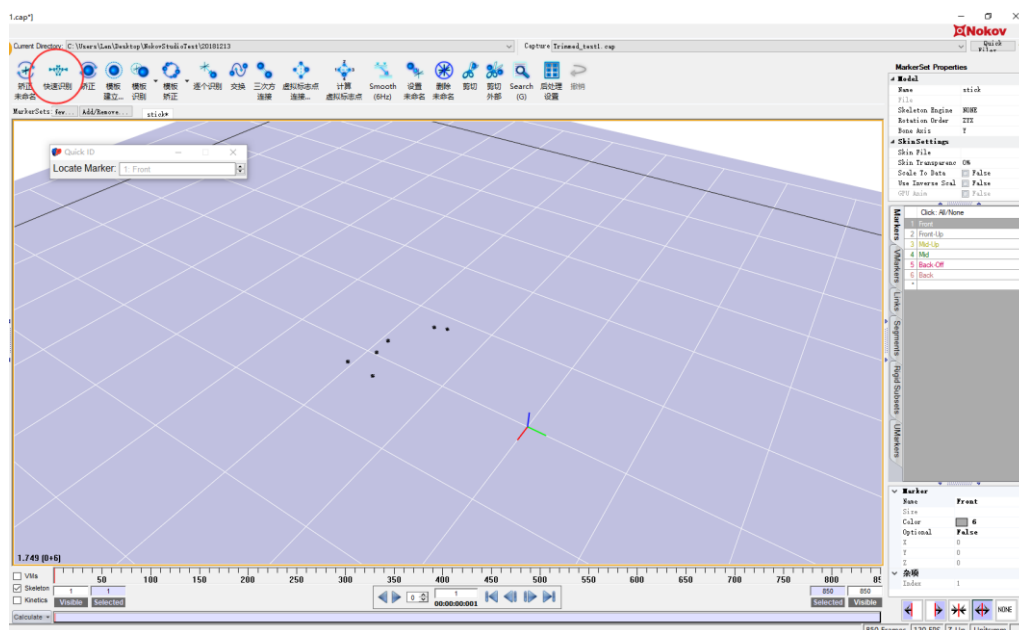 1.cap*]
Nokov
Current Directory: C:\Users\Lan\Desktop\NokovStudioTest\20181213
Capture Trimmed_test1.cap
Quick Files
矫正 未命名
快速识别
矫正
模板 建立...
模板 识别
模板 矫正
逐个识别
交换
三次方 连接
虚拟标志点 连接...
计算 虚拟标志点
Smooth (6Hz)
设置 未命名
删除 未命名
剪切
剪切 外部
Search (G)
后处理 设置
撤销
MarkerSets: few... Add/Remove... stick*
Quick ID
Locate Marker: 1: Front
MarkerSet Properties
Model
Name stick
File
Skeleton Engine NONE
Rotation Order ZYX
Bone Axis Y
SkinSettings
Skin File
Skin Transparenc 0%
Scale To Data False
Use Inverse Scal False
GPU Anim False
Markers
VMarkers
Links
Segments
Rigid Subsets
UMarkers
Click: All/None
1 Front
2 Front-Up
3 Mid-Up
4 Mid
5 Back-Off
6 Back
*
Marker
Name Front
Size
Color 6
Optional False
X 0
Y 0
Z 0
杂项
Index 1
NONE
1.749 (0+6)
VMs
Skeleton
Kinetics
50 100 150 200 250 300 350 400 450 500 550 600 650 700 750 800 85
1 1
Visible Selected
0
1
00:00:00:001
850 850
Selected Visible
Calculate
850 Frames 120 FPS Z Up Units:mm